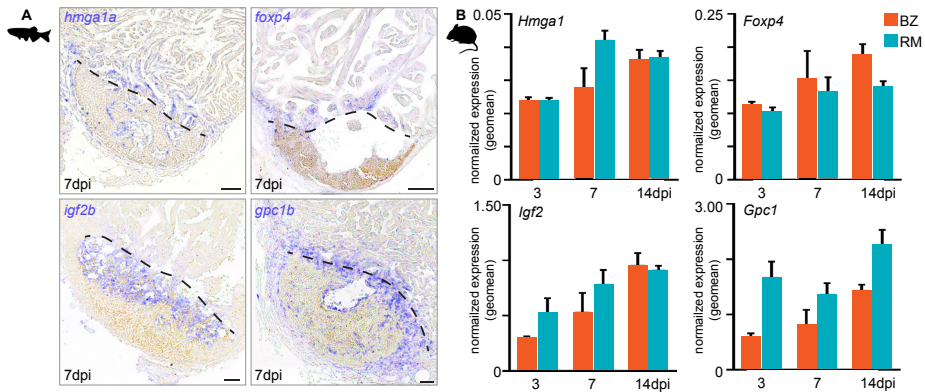 A
hmga1a
foxp4
7dpi
7dpi
igf2b
gpc1b
7dpi
7dpi
B
Hmga1
0.05
normailzed expression
(geomean)
0
3
7
14dpi
Foxp4
BZ
RM
0.25
normailzed expression
(geomean)
0
3
7
14dpi
Igf2
1.50
normalized expression
(geomean)
0
3
7
14dpi
Gpc1
3.00
normalized expression
(geomean)
0
3
7
14dpi